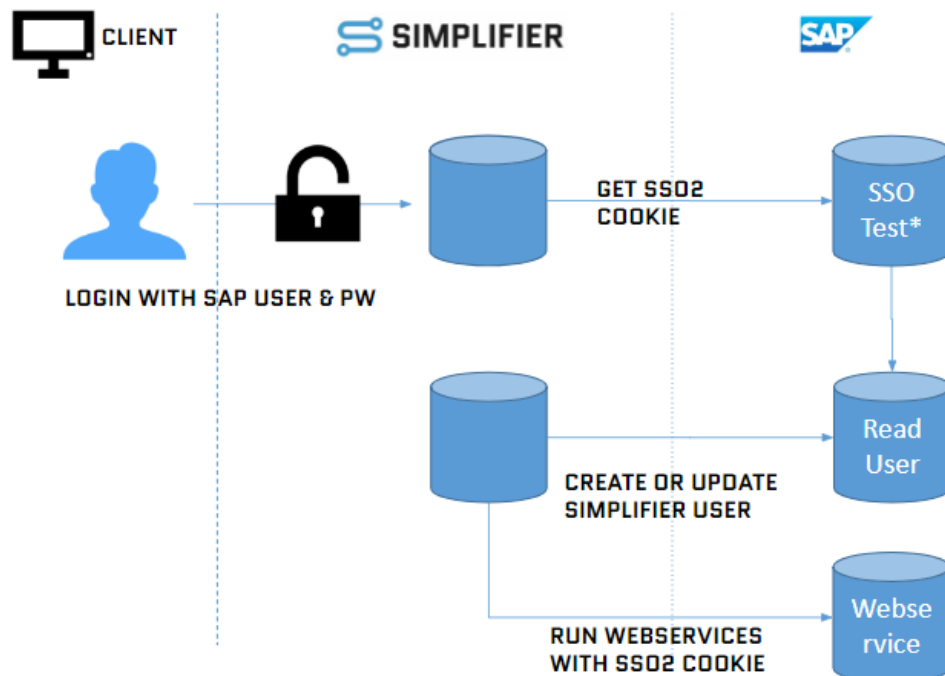 CLIENT
SIMPLIFIER
SAP
GET SSO2
COOKIE
SSO
Test*
LOGIN WITH SAP USER & PW
Read
User
CREATE OR UPDATE
SIMPLIFIER USER
Webse
rvice
RUN WEBSERVICES
WITH SSO2 COOKIE